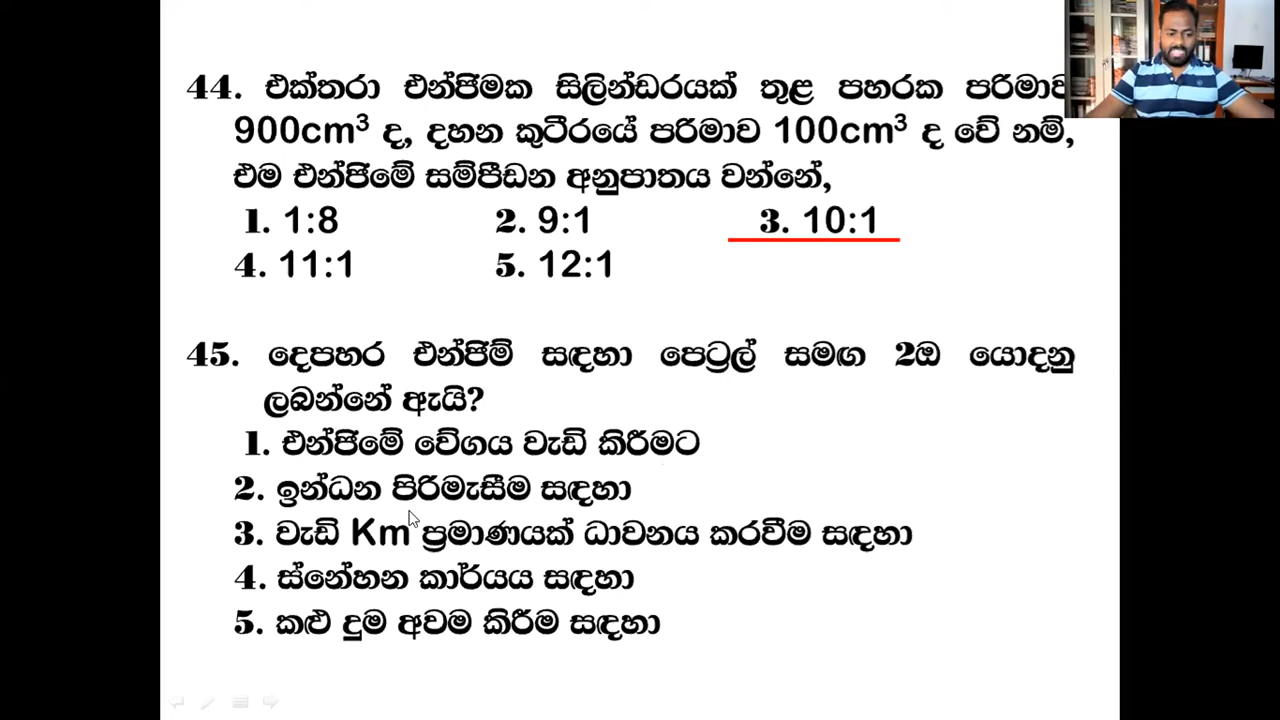 44. එක්තරා එන්ජිමක සිලින්ඩරයක් තුළ පහරක පරිමාව
900cm³ ද, දහන කුටීරයේ පරිමාව 100cm³ ද වේ නම්,
එම එන්ජිමේ සම්පීඩන අනුපාතය වන්නේ,
1. 1:8 2. 9:1 3. 10:1
4. 11:1 5. 12:1
45. දෙපහර එන්ජිම් සඳහා පෙට්‍රල් සමඟ 2ඔ යොදනු
ලබන්නේ ඇයි?
1. එන්ජිමේ වේගය වැඩි කිරීමට
2. ඉන්ධන පිරිමැසීම සඳහා
3. වැඩි Km ප්‍රමාණයක් ධාවනය කරවීම සඳහා
4. ස්නේහන කාර්යය සඳහා
5. කළු දුම අවම කිරීම සඳහා